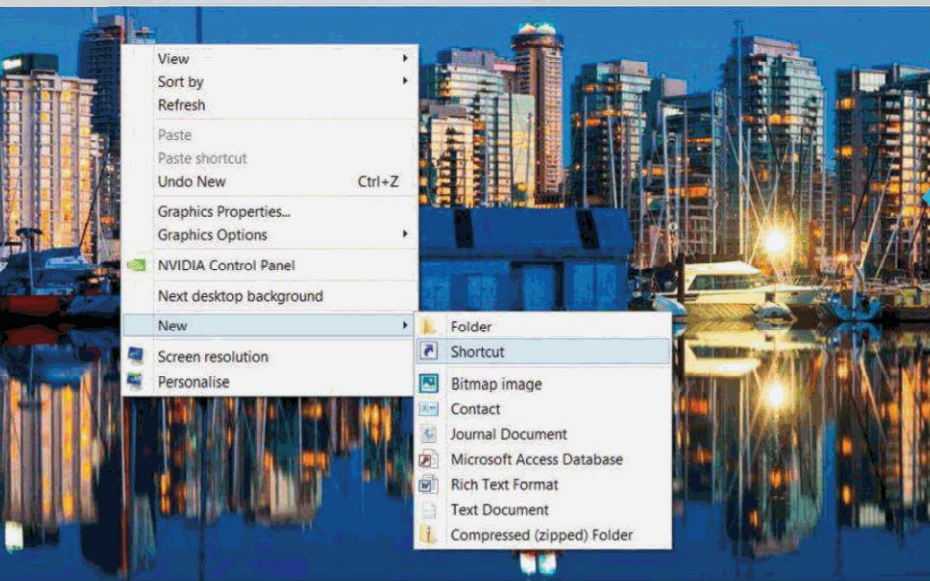 View
Sort by
Refresh
Paste
Paste shortcut
Undo New Ctrl+Z
Graphics Properties...
Graphics Options
NVIDIA Control Panel
Next desktop background
New
Screen resolution
Personalise
Folder
Shortcut
Bitmap image
Contact
Journal Document
Microsoft Access Database
Rich Text Format
Text Document
Compressed (zipped) Folder